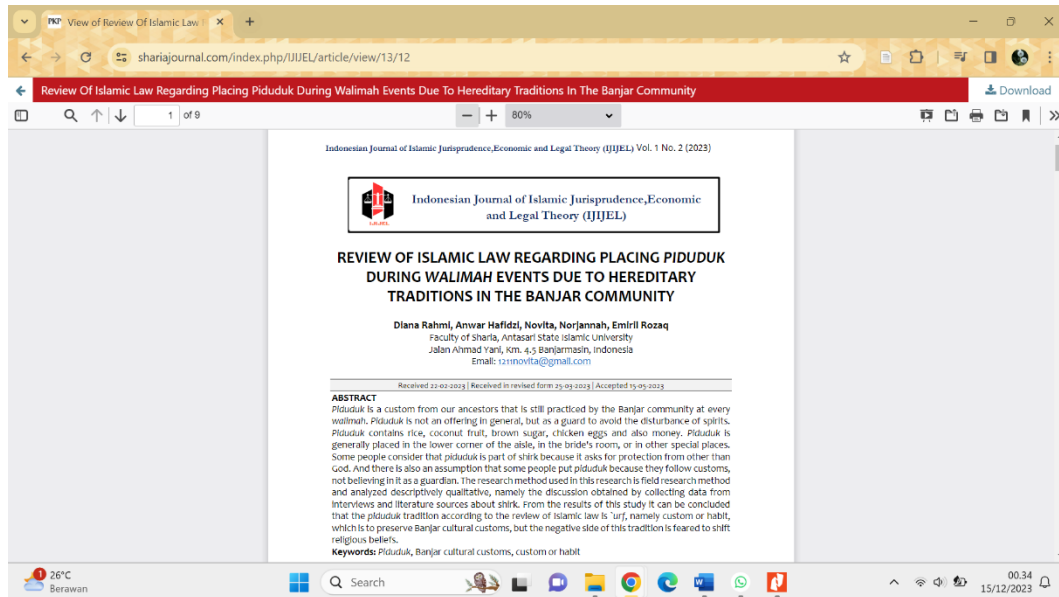 View of Review Of Islamic Law
shariajournal.com/index.php/IJIJEL/article/view/13/12
Review Of Islamic Law Regarding Placing Piduduk During Walimah Events Due To Hereditary Traditions In The Banjar Community
Download
1 of 9
80%
Indonesian Journal of Islamic Jurisprudence,Economic and Legal Theory (IJIJEL) Vol. 1 No. 2 (2023)
Indonesian Journal of Islamic Jurisprudence,Economic
and Legal Theory (IJIJEL)
REVIEW OF ISLAMIC LAW REGARDING PLACING PIDUDUK
DURING WALIMAH EVENTS DUE TO HEREDITARY
TRADITIONS IN THE BANJAR COMMUNITY
Diana Rahmi, Anwar Hafidzi, Novita, Norjannah, Emiril Rozaq
Faculty of Sharia, Antasari State Islamic University
Jalan Ahmad Yani, Km. 4.5 Banjarmasin, Indonesia
Email: 1211novita@gmail.com
Received 22-02-2023 | Received in revised form 25-03-2023 | Accepted 15-05-2023
ABSTRACT
Piduduk is a custom from our ancestors that is still practiced by the Banjar community at every
walimah. Piduduk is not an offering in general, but as a guard to avoid the disturbance of spirits.
Piduduk contains rice, coconut fruit, brown sugar, chicken eggs and also money. Piduduk is
generally placed in the lower corner of the aisle, in the bride's room, or in other special places.
Some people consider that piduduk is part of shirk because it asks for protection from other than
God. And there is also an assumption that some people put piduduk because they follow customs,
not believing in it as a guardian. The research method used in this research is field research method
and analyzed descriptively qualitative, namely the discussion obtained by collecting data from
interviews and literature sources about shirk. From the results of this study it can be concluded
that the piduduk tradition according to the review of Islamic law is `urf, namely custom or habit,
which is to preserve Banjar cultural customs, but the negative side of this tradition is feared to shift
religious beliefs.
Keywords: Piduduk, Banjar cultural customs, custom or habit
1
26°C
Berawan
Search
00.34
15/12/2023